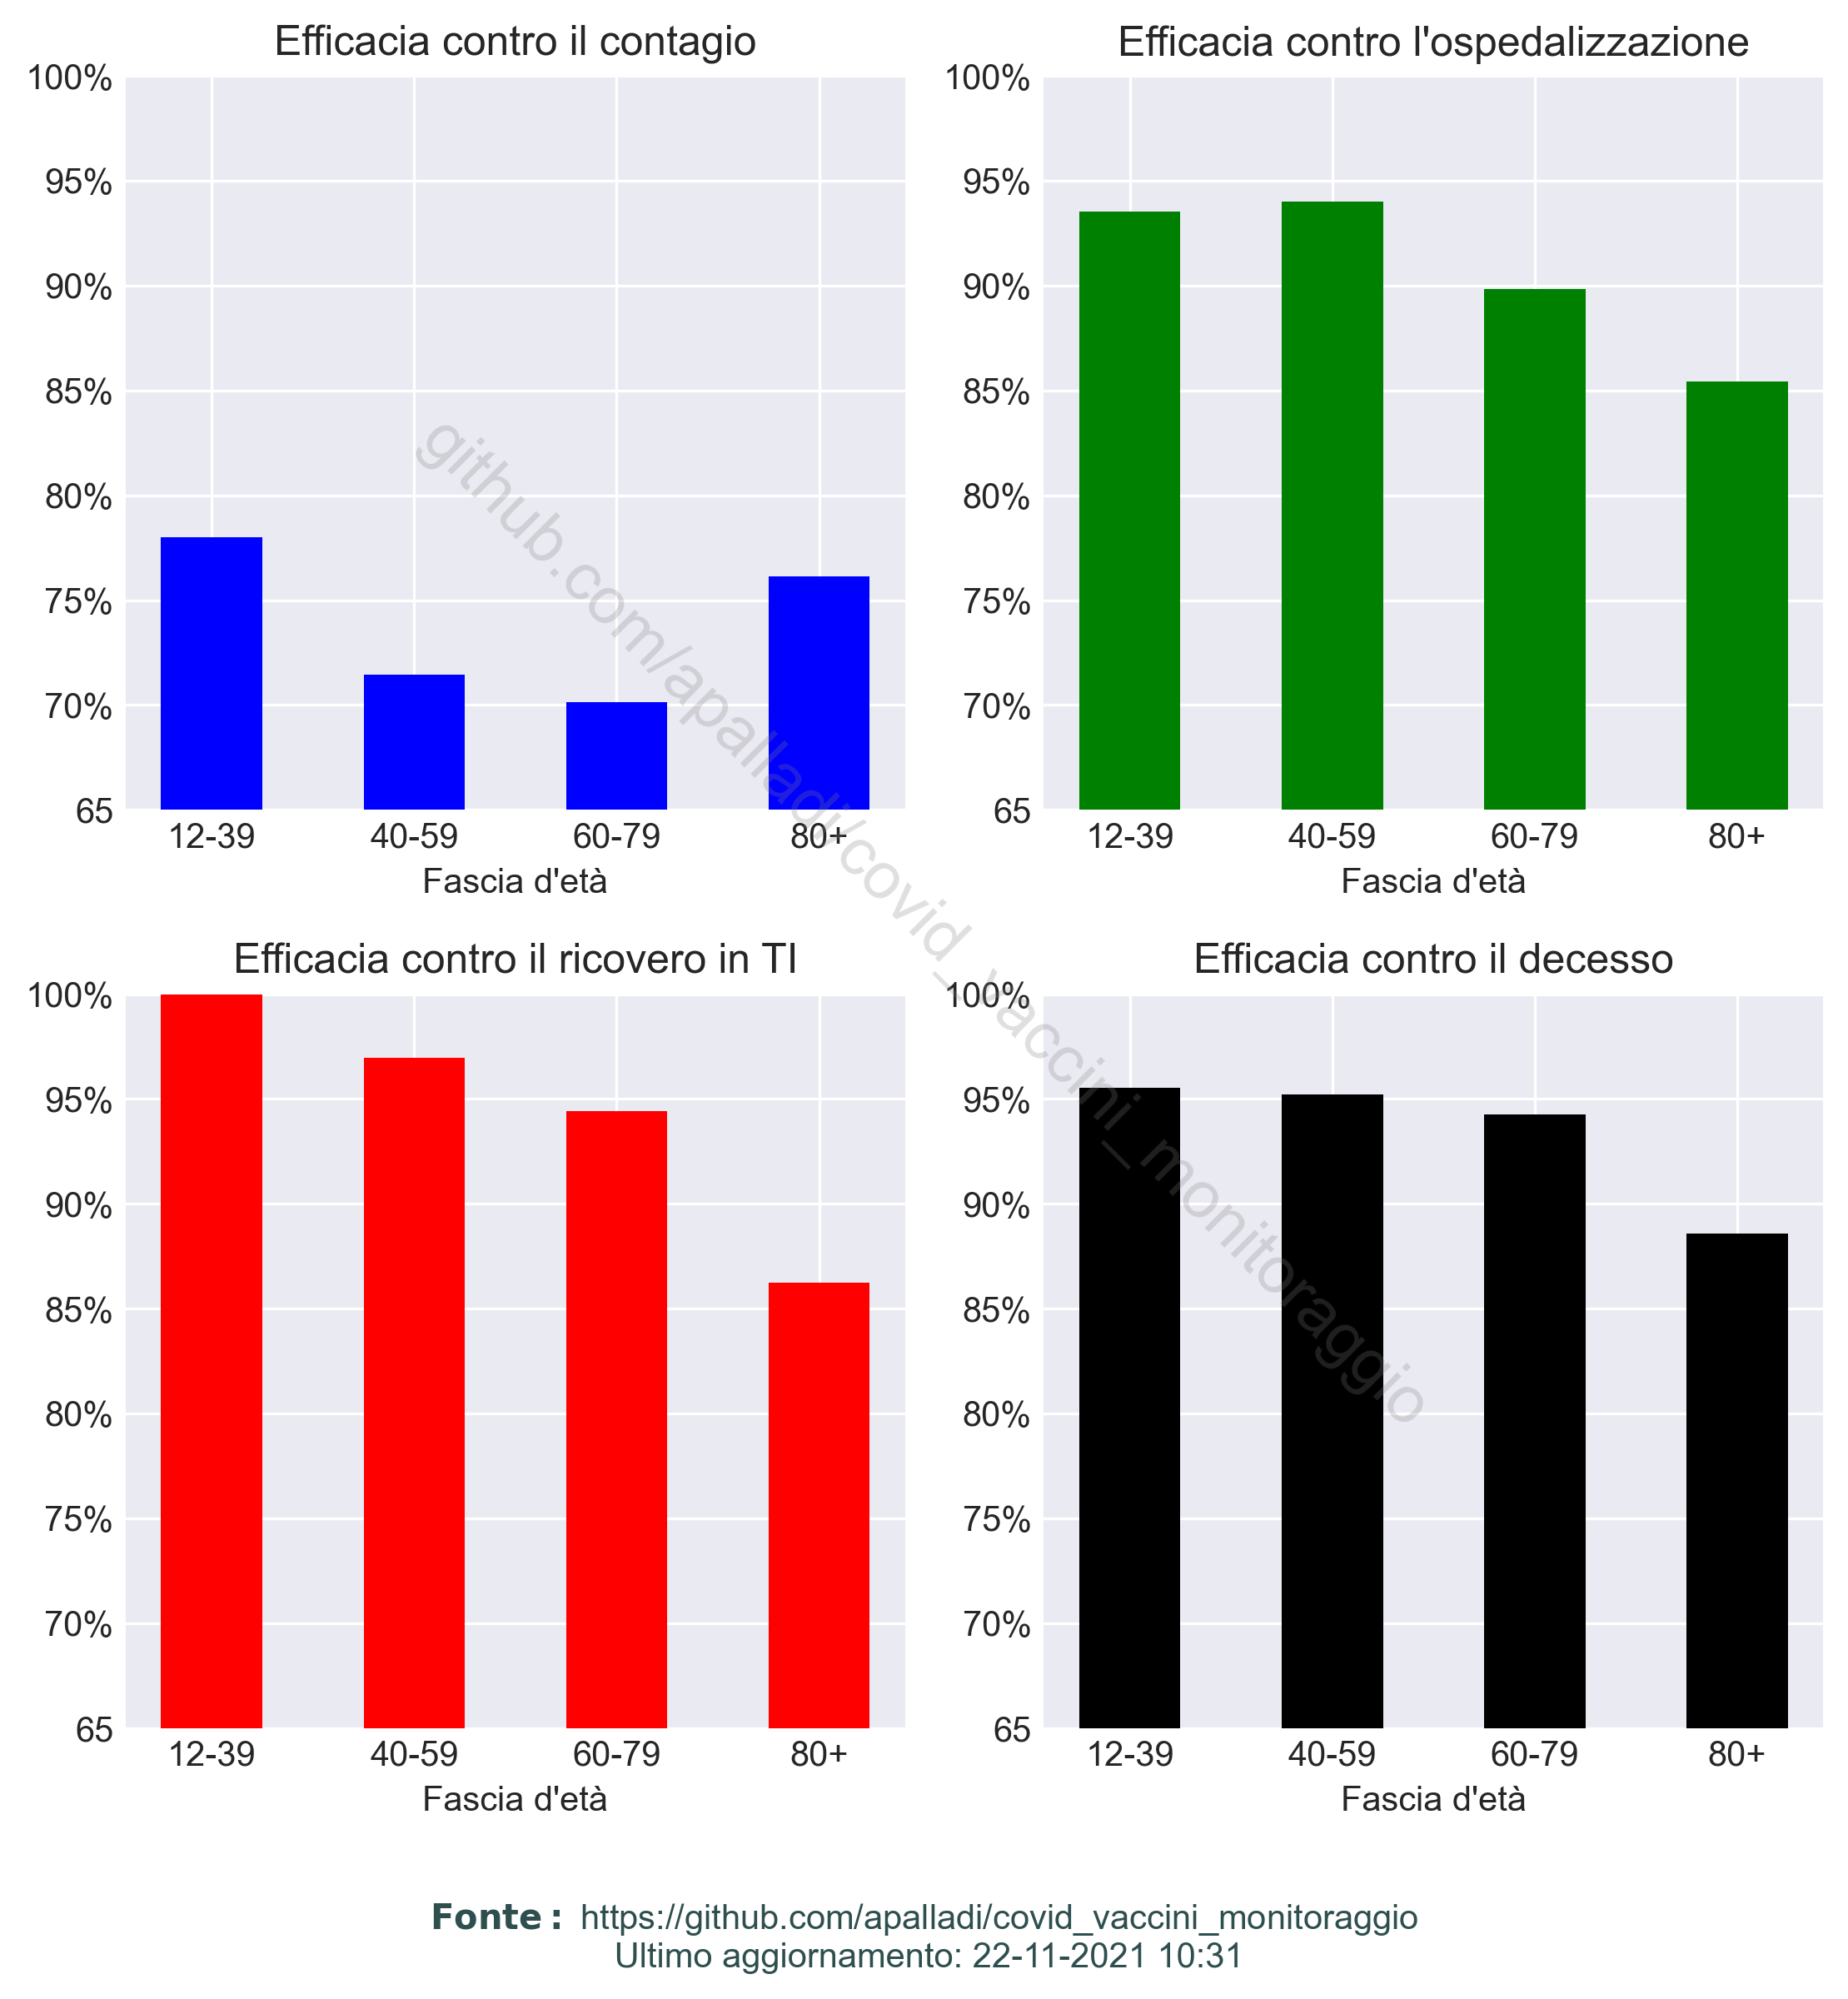 Efficacia contro il contagio
100%
95%
90%
85%
80%
75%
70%
65
12-39 40-59 60-79 80+
Fascia d'età
Efficacia contro l'ospedalizzazione
100%
95%
90%
85%
80%
75%
70%
65
12-39 40-59 60-79 80+
Fascia d'età
Efficacia contro il ricovero in TI
100%
95%
90%
85%
80%
75%
70%
65
12-39 40-59 60-79 80+
Fascia d'età
Efficacia contro il decesso
100%
95%
90%
85%
80%
75%
70%
65
12-39 40-59 60-79 80+
Fascia d'età
github.com/apalladi/covid_vaccini_monitoraggio
Fonte: https://github.com/apalladi/covid_vaccini_monitoraggio
Ultimo aggiornamento: 22-11-2021 10:31